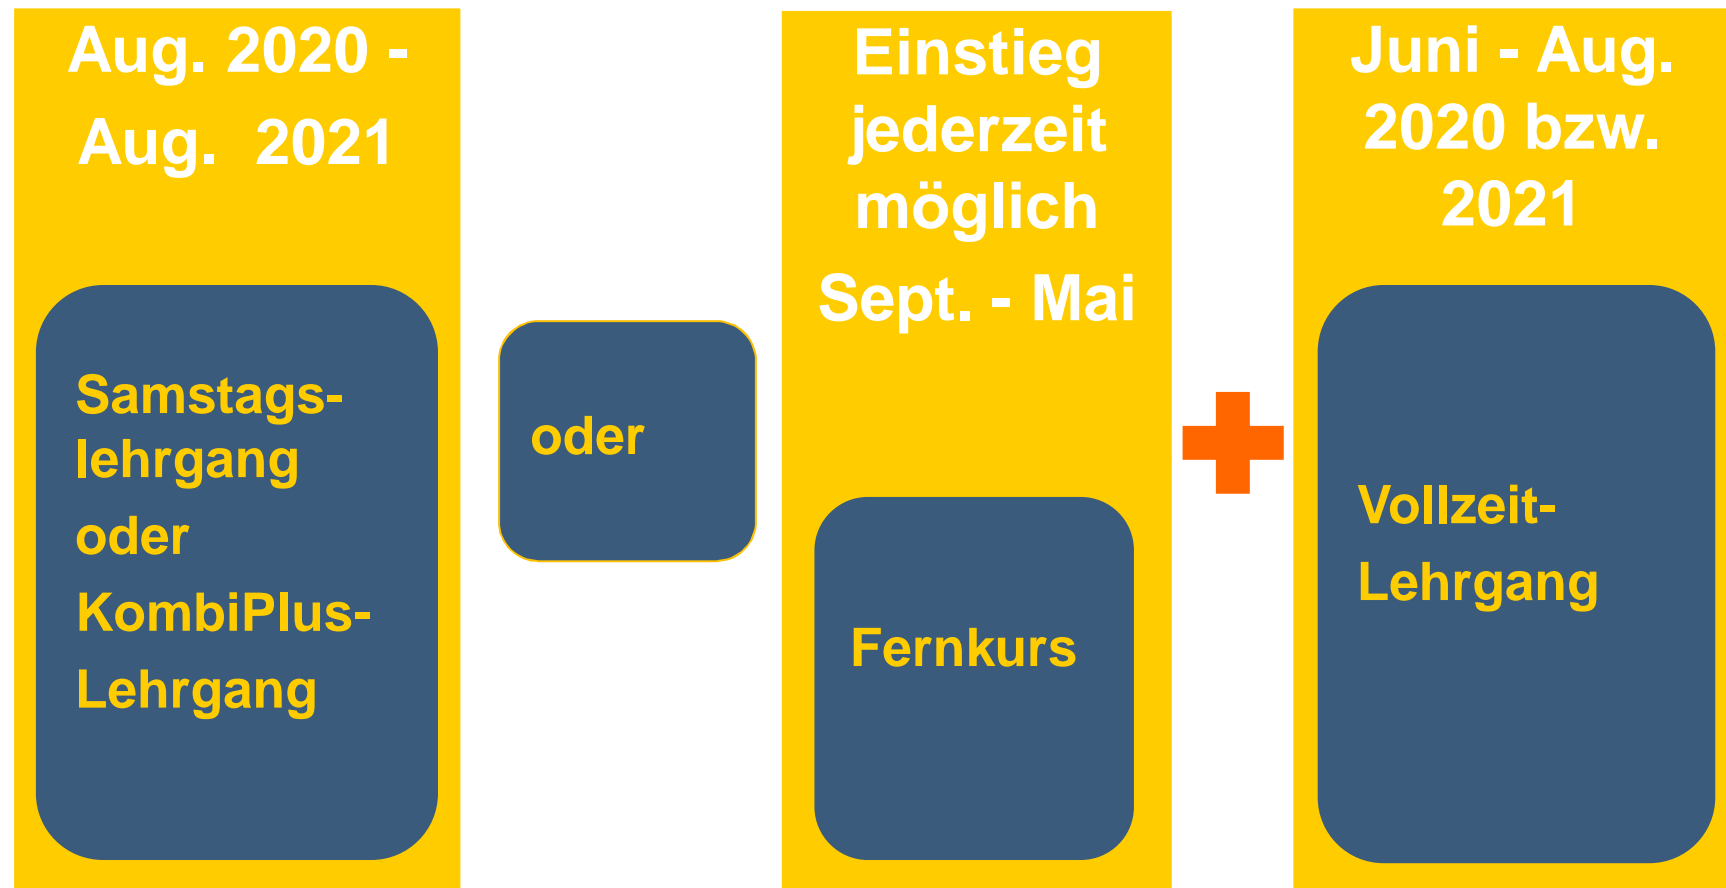 Aug. 2020 -
Aug. 2021
Samstags-
lehrgang
oder
KombiPlus-
Lehrgang
oder
Einstieg
jederzeit
möglich
Sept. - Mai
Fernkurs
Juni - Aug.
2020 bzw.
2021
Vollzeit-
Lehrgang